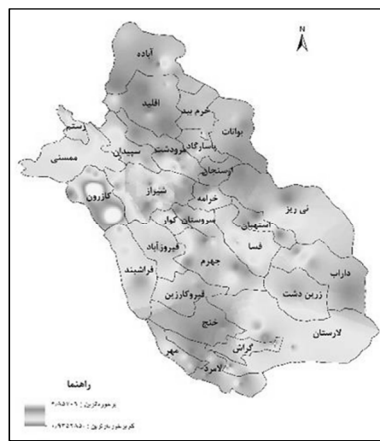 N
آباده
اقلید
خرم بید
بوانات
رستم
پاسارگاد
سپیدان
مرودشت
ممسنی
ارسنجان
کازرون
شیراز
خرامه
نی ریز
سروستان
کوار
استهبان
فسا
فیروزآباد
جهرم
فراشبند
داراب
زرین دشت
قیروکارزین
خنج
لارستان
گراش
مهر
لامرد
راهنما